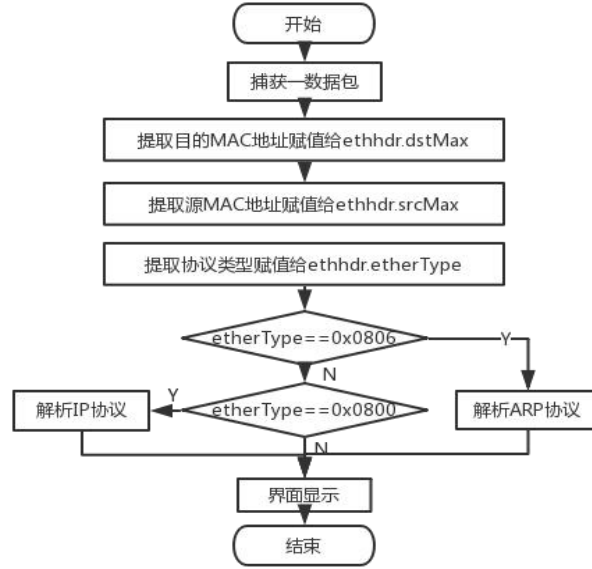 开始
捕获一数据包
提取目的MAC地址赋值给ethhdr.dstMax
提取源MAC地址赋值给ethhdr.srcMax
提取协议类型赋值给ethhdr.etherType
etherType==0x0806
Y
N
解析IP协议
Y
etherType==0x0800
解析ARP协议
N
界面显示
结束